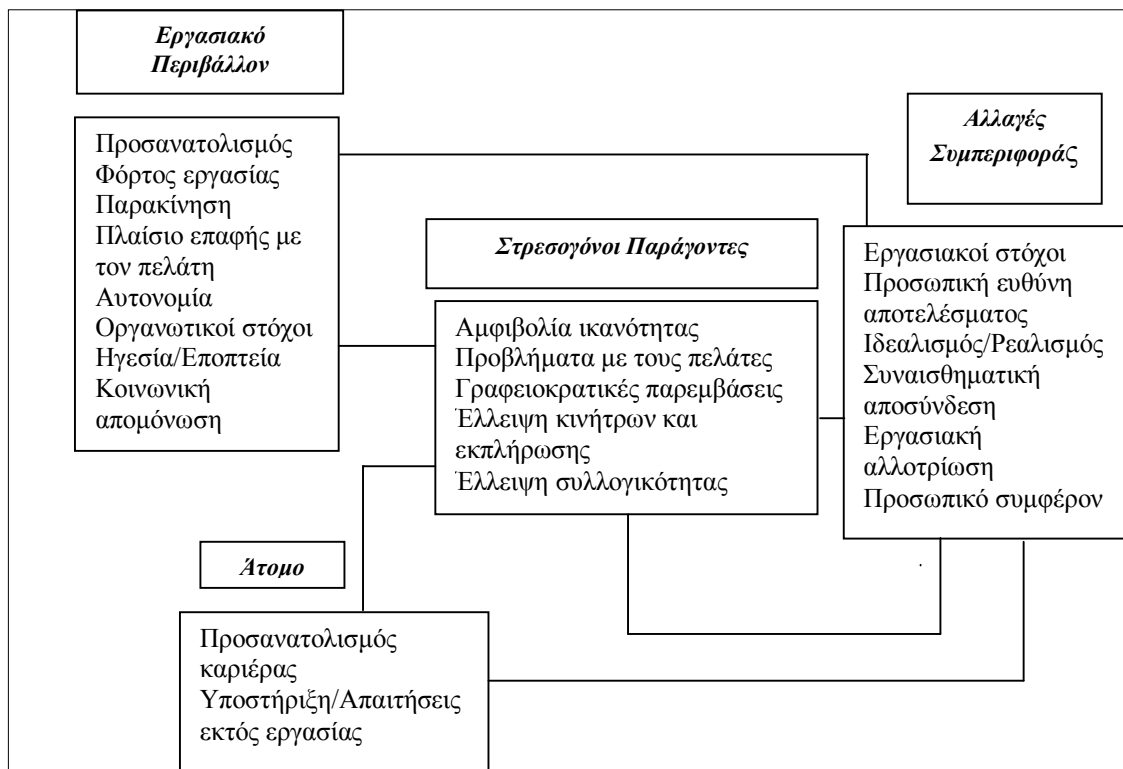 Εργασιακό
Περιβάλλον
Προσανατολισμός
Φόρτος εργασίας
Παρακίνηση
Πλαίσιο επαφής με
τον πελάτη
Αυτονομία
Οργανωτικοί στόχοι
Ηγεσία/Εποπτεία
Κοινωνική
απομόνωση
Στρεσογόνοι Παράγοντες
Αμφιβολία ικανότητας
Προβλήματα με τους πελάτες
Γραφειοκρατικές παρεμβάσεις
Έλλειψη κινήτρων και
εκπλήρωσης
Έλλειψη συλλογικότητας
Αλλαγές
Συμπεριφοράς
Εργασιακοί στόχοι
Προσωπική ευθύνη
αποτελέσματος
Ιδεαλισμός/Ρεαλισμός
Συναισθηματική
αποσύνδεση
Εργασιακή
αλλοτρίωση
Προσωπικό συμφέρον
Άτομο
Προσανατολισμός
καριέρας
Υποστήριξη/Απαιτήσεις
εκτός εργασίας